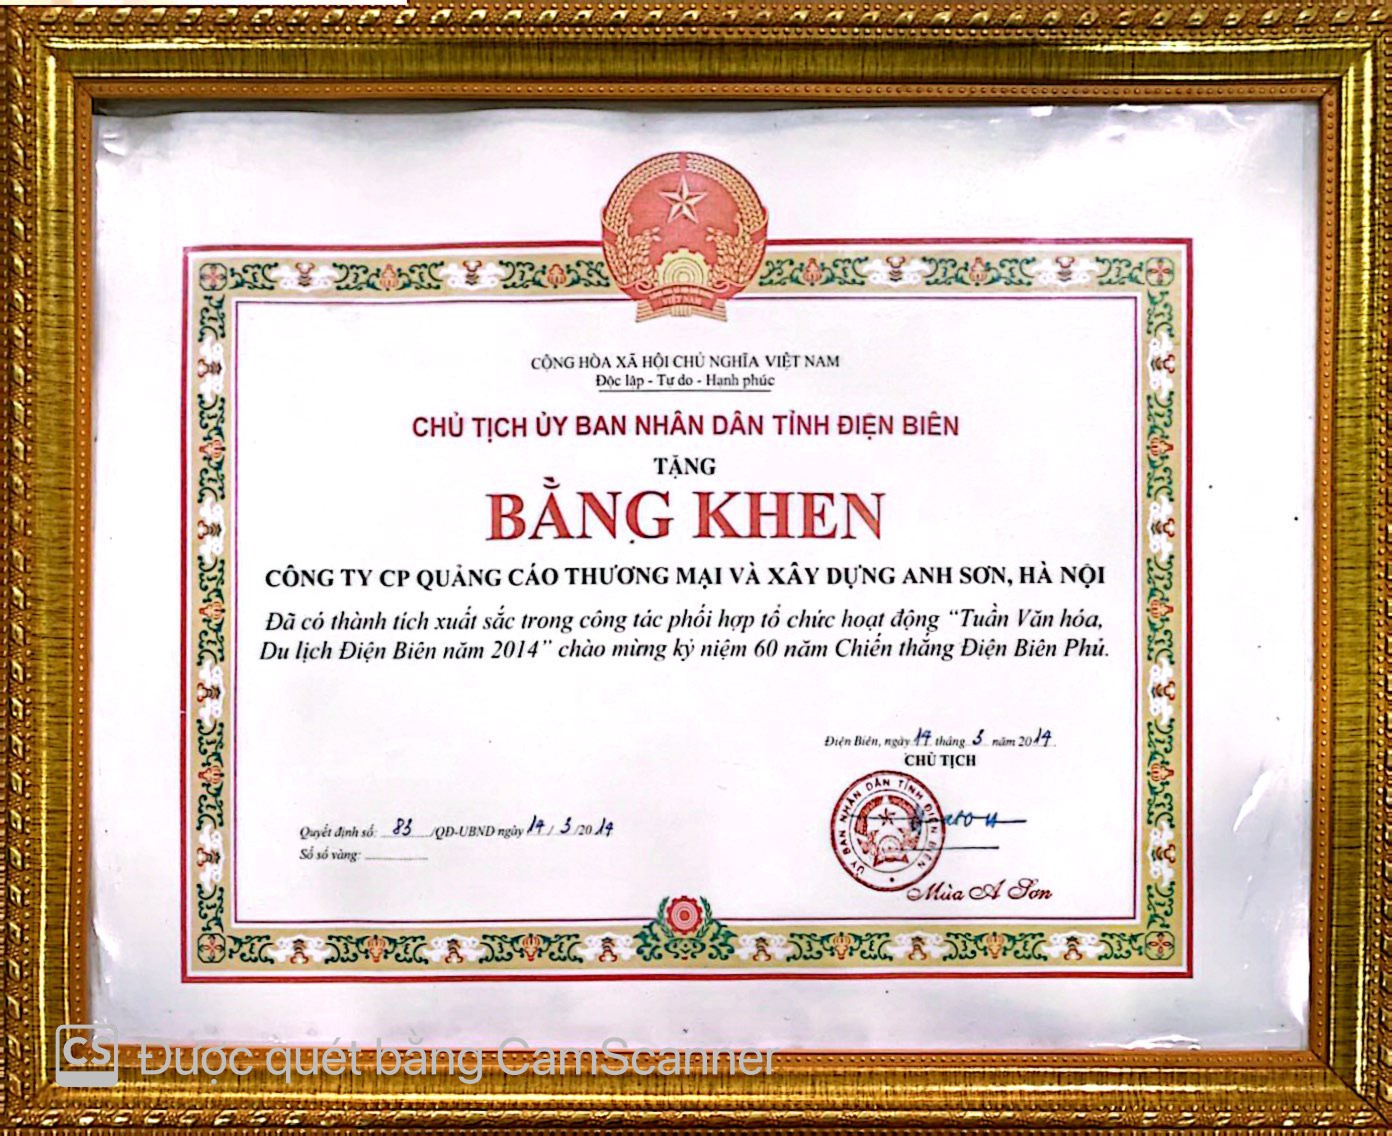 VIỆT NAM
CỘNG HÒA XÃ HỘI CHỦ NGHĨA VIỆT NAM
Độc lập - Tự do - Hạnh phúc
CHỦ TỊCH ỦY BAN NHÂN DÂN TỈNH ĐIỆN BIÊN
TẶNG
BẰNG KHEN
CÔNG TY CP QUẢNG CÁO THƯƠNG MẠI VÀ XÂY DỰNG ANH SƠN, HÀ NỘI
Đã có thành tích xuất sắc trong công tác phối hợp tổ chức hoạt động “Tuần Văn hóa,
Du lịch Điện Biên năm 2014” chào mừng kỷ niệm 60 năm Chiến thắng Điện Biên Phủ.
Điện Biên, ngày 14 tháng 3 năm 2014.
CHỦ TỊCH
ỦY BAN NHÂN DÂN TỈNH ĐIỆN BIÊN
Mùa A Sơn
Quyết định số: 83 /QĐ-UBND ngày 14 / 3 /2014
Số sổ vàng:
CS Được quét bằng CamScanner